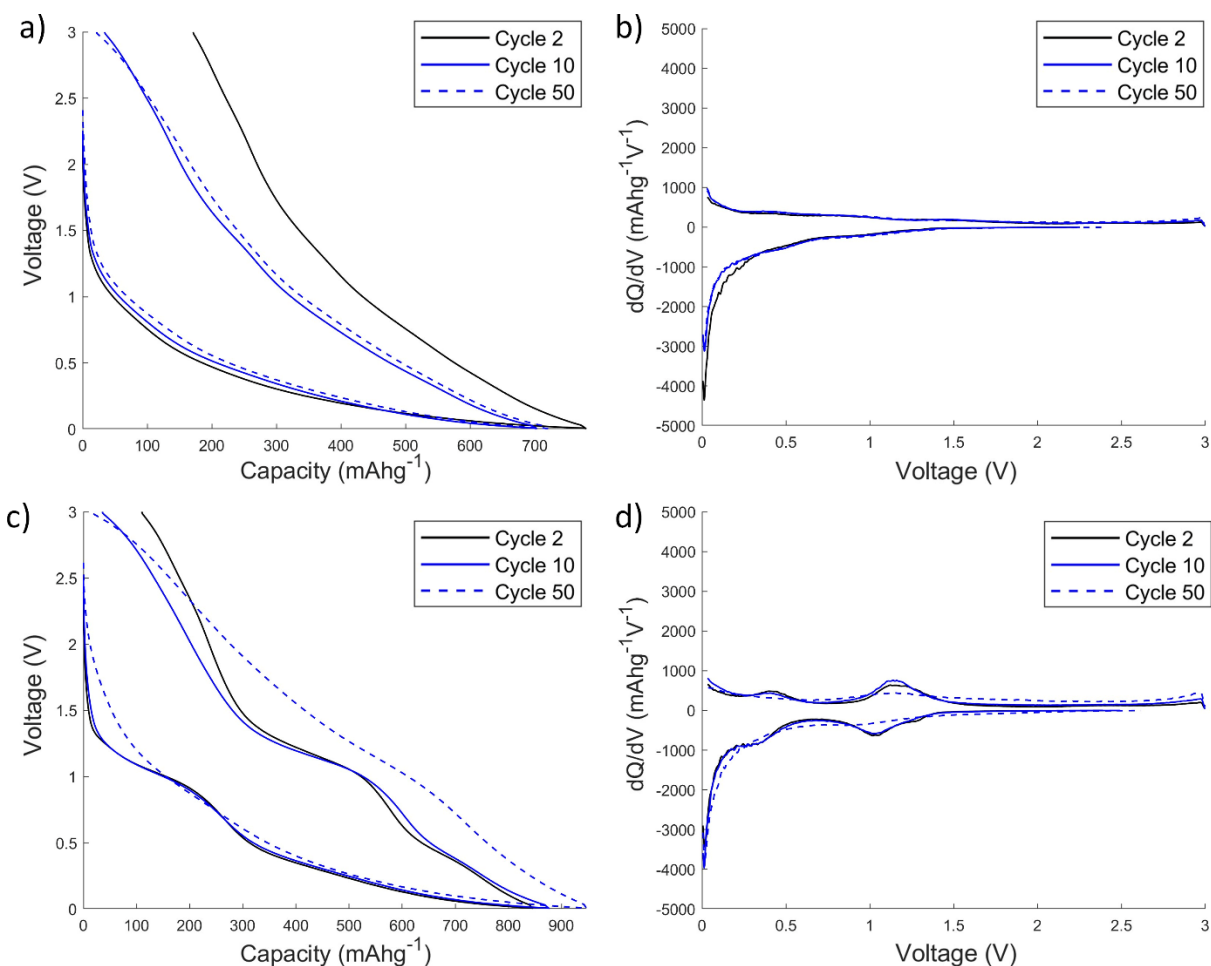 a)
Cycle 2
Cycle 10
Cycle 50
Voltage (V)
3
2.5
2
1.5
1
0.5
0
0 100 200 300 400 500 600 700
Capacity (mAhg⁻¹)
b)
Cycle 2
Cycle 10
Cycle 50
dQ/dV (mAhg⁻¹V⁻¹)
5000
4000
3000
2000
1000
0
-1000
-2000
-3000
-4000
-5000
0 0.5 1 1.5 2 2.5 3
Voltage (V)
c)
Cycle 2
Cycle 10
Cycle 50
Voltage (V)
3
2.5
2
1.5
1
0.5
0
0 100 200 300 400 500 600 700 800 900
Capacity (mAhg⁻¹)
d)
Cycle 2
Cycle 10
Cycle 50
dQ/dV (mAhg⁻¹V⁻¹)
5000
4000
3000
2000
1000
0
-1000
-2000
-3000
-4000
-5000
0 0.5 1 1.5 2 2.5 3
Voltage (V)